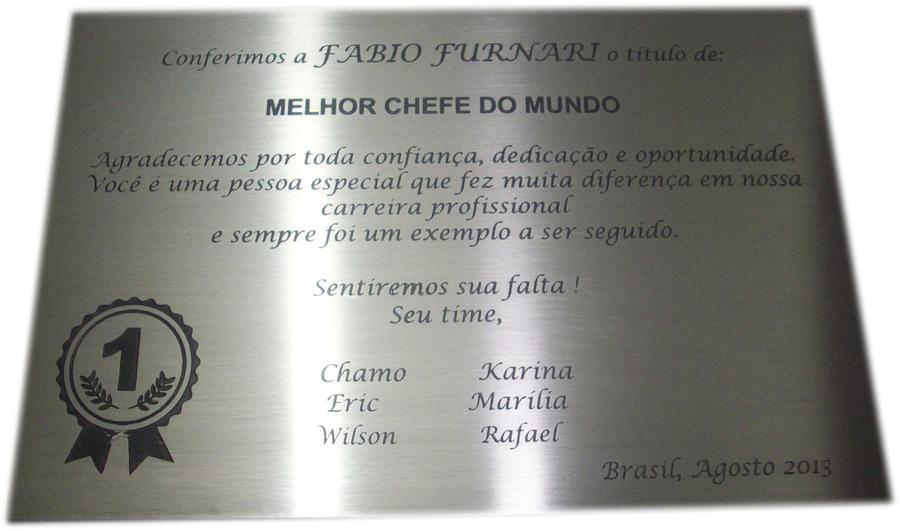 Conferimos a FABIO FURNARI o título de:
MELHOR CHEFE DO MUNDO
Agradecemos por toda confiança, dedicação e oportunidade.
Você é uma pessoa especial que fez muita diferença em nossa
carreira profissional
e sempre foi um exemplo a ser seguido.
Sentiremos sua falta !
Seu time,
Chamo Karina
Eric Marília
Wilson Rafael
Brasil, Agosto 2013
1